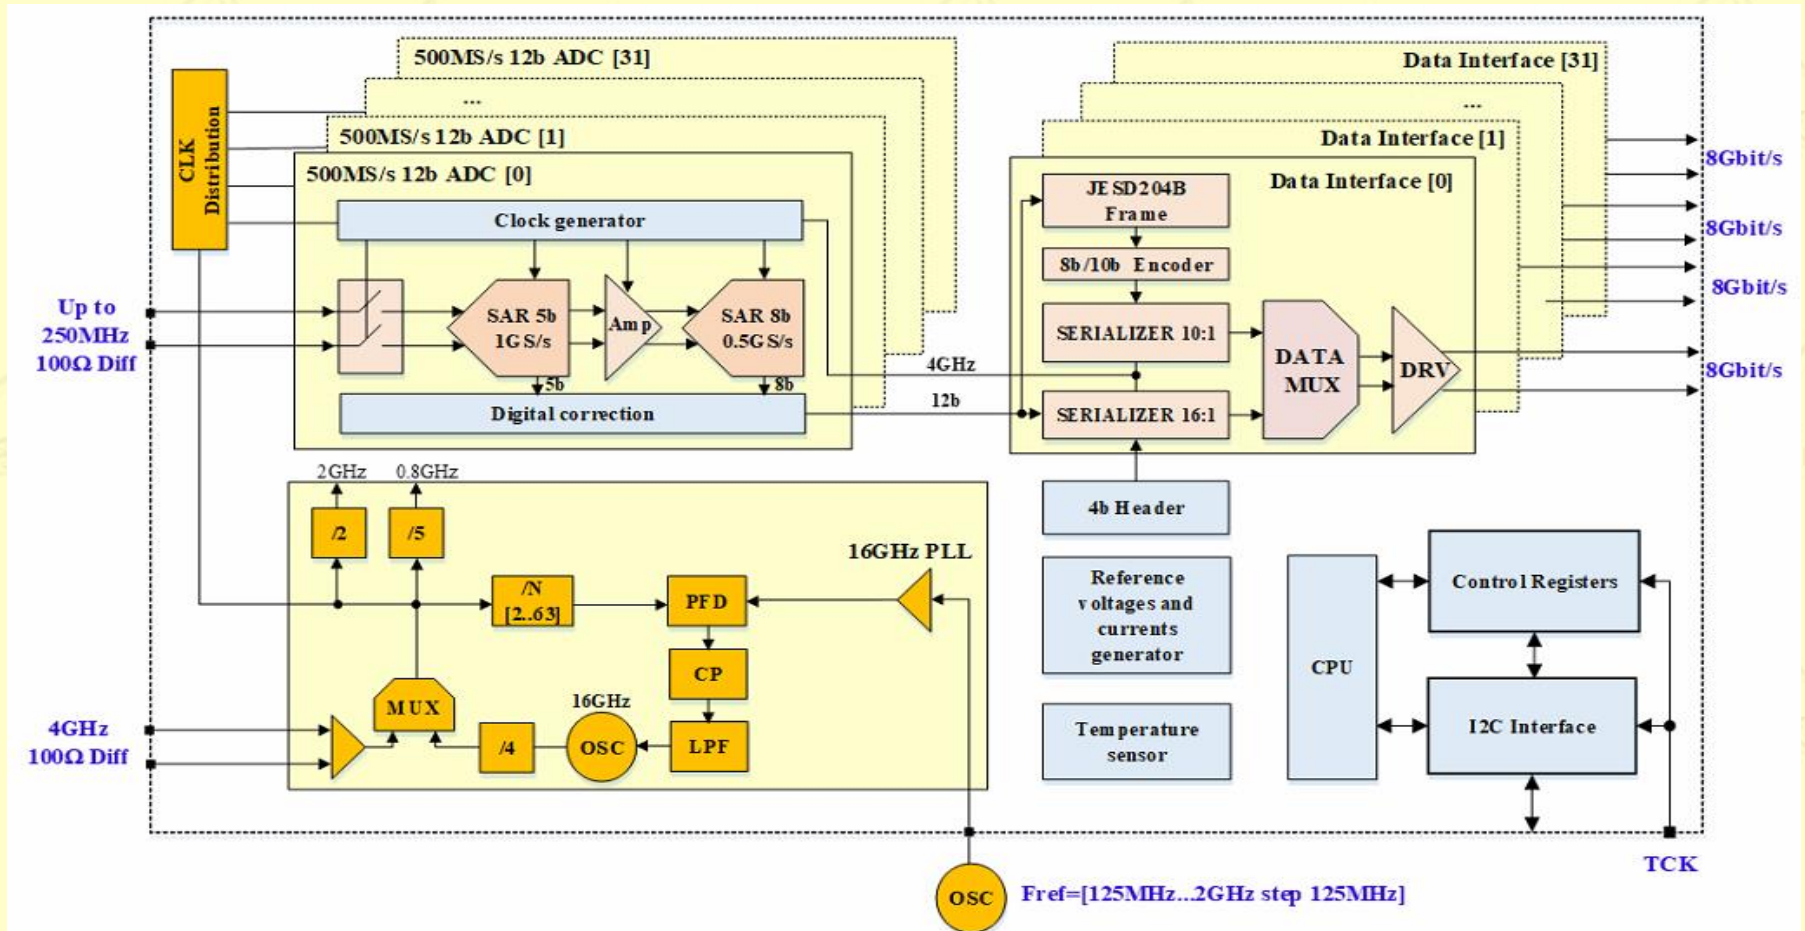 500MS/s 12b ADC [31]
...
500MS/s 12b ADC [1]
500MS/s 12b ADC [0]
CLK
Distribution
Clock generator
Up to
250MHz
100Ω Diff
SAR 5b
1GS/s
Amp
SAR 8b
0.5GS/s
5b
8b
Digital correction
4GHz
12b
Data Interface [31]
...
Data Interface [1]
Data Interface [0]
JESD204B
Frame
8b/10b Encoder
SERIALIZER 10:1
SERIALIZER 16:1
DATA
MUX
DRV
8Gbit/s
8Gbit/s
8Gbit/s
8Gbit/s
2GHz
0.8GHz
/2
/5
16GHz PLL
/N
[2..63]
PFD
CP
LPF
16GHz
OSC
/4
MUX
4GHz
100Ω Diff
4b Header
Reference
voltages and
currents
generator
Temperature
sensor
CPU
Control Registers
I2C Interface
TCK
OSC
Fref=[125MHz...2GHz step 125MHz]